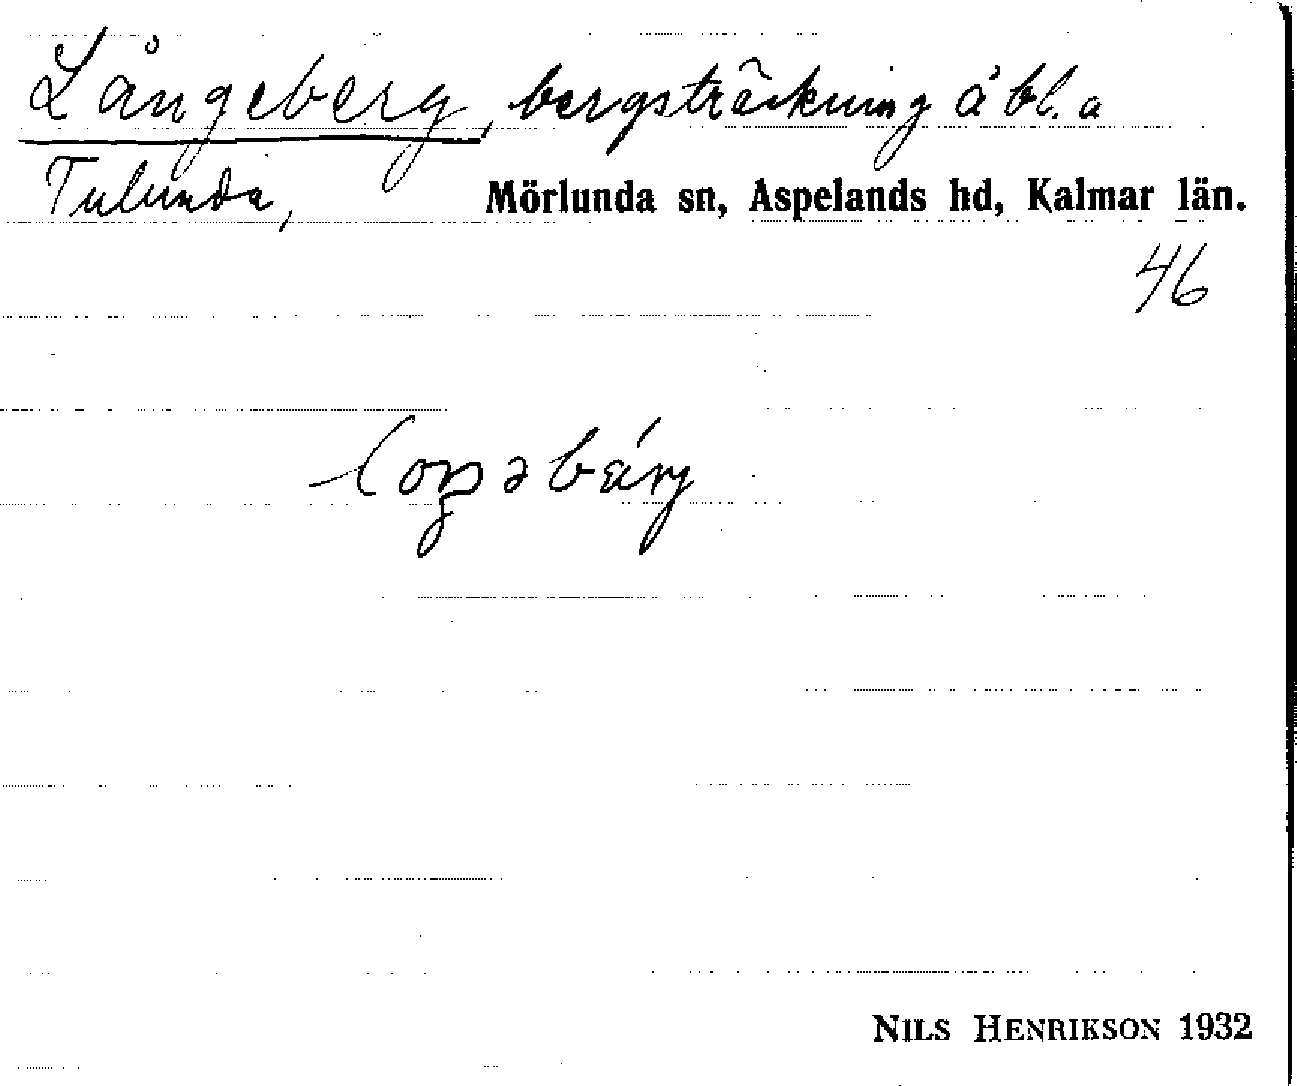 Långeberg, bergsträckning å bl. a
Tulunda, Mörlunda sn, Aspelands hd, Kalmar län.
46
NILS HENRIKSON 1932